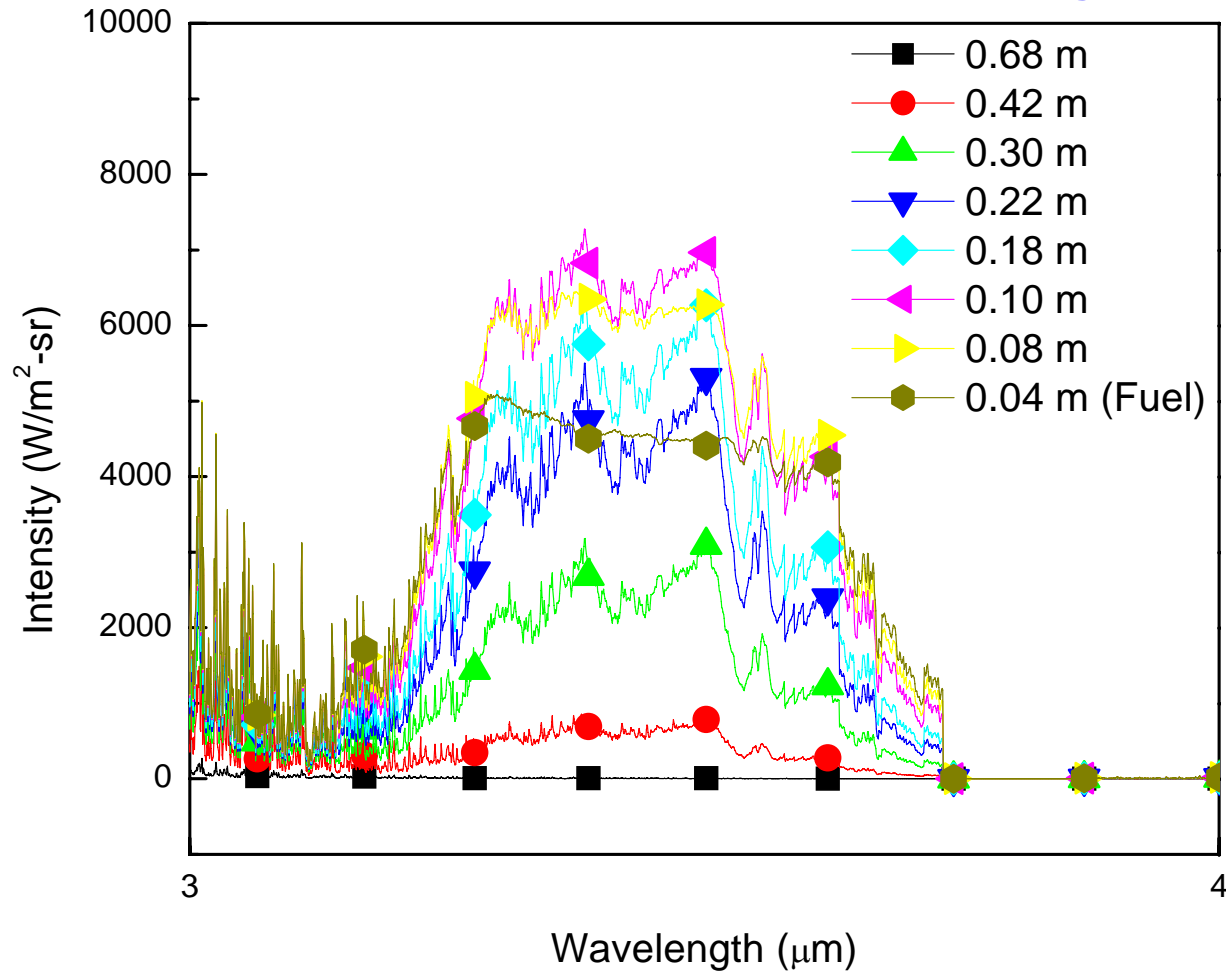 10000
8000
6000
4000
2000
0
Intensity (W/m²-sr)
0.68 m
0.42 m
0.30 m
0.22 m
0.18 m
0.10 m
0.08 m
0.04 m (Fuel)
3
4
Wavelength (μm)